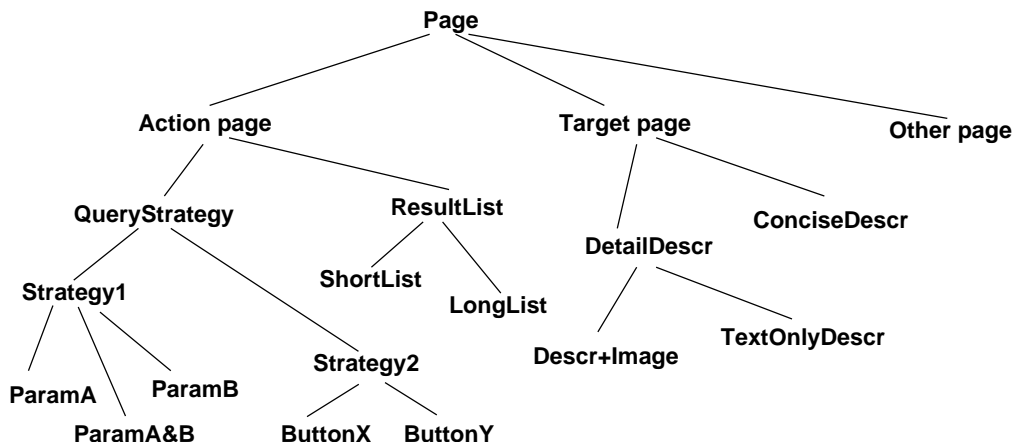 Page
Action page
Target page
Other page
QueryStrategy
ResultList
ConciseDescr
DetailDescr
ShortList
Strategy1
LongList
TextOnlyDescr
Descr+Image
Strategy2
ParamA
ParamB
ParamA&B
ButtonX
ButtonY